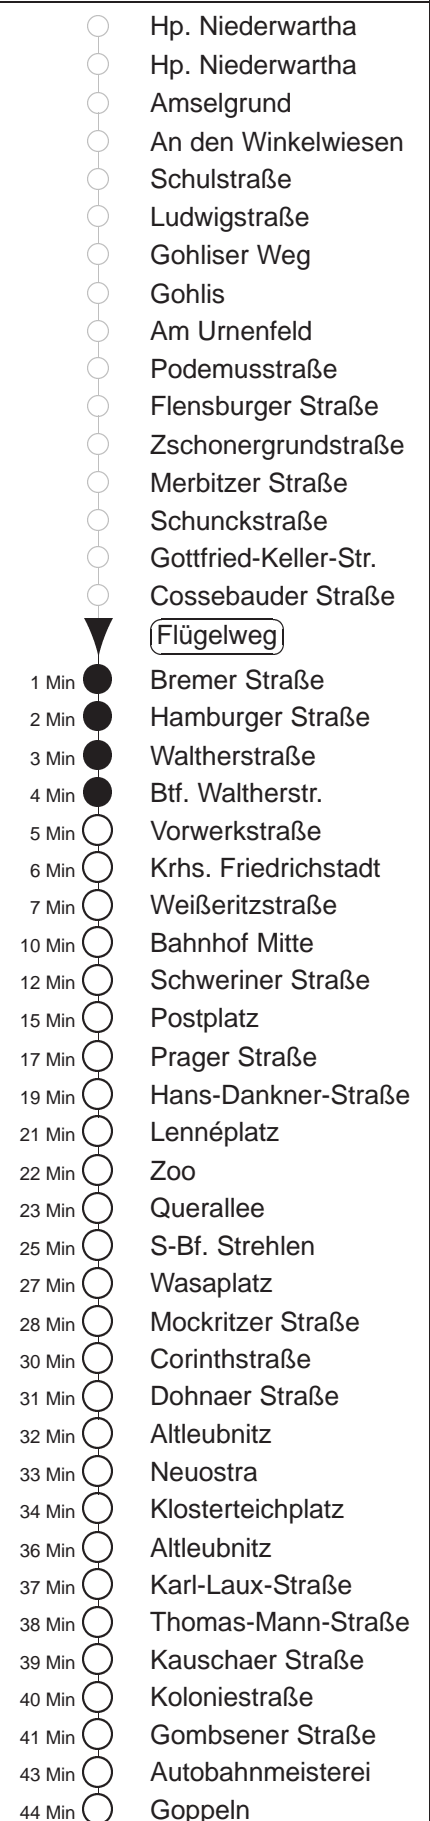 Hp. Niederwartha
Hp. Niederwartha
Amselgrund
An den Winkelwiesen
Schulstraße
Ludwigstraße
Gohliser Weg
Gohlis
Am Urnenfeld
Podemusstraße
Flensburger Straße
Zschonergrundstraße
Merbitzer Straße
Schunckstraße
Gottfried-Keller-Str.
Cossebauder Straße
Flügelweg
1 Min Bremer Straße
2 Min Hamburger Straße
3 Min Waltherstraße
4 Min Btf. Waltherstr.
5 Min Vorwerkstraße
6 Min Krhs. Friedrichstadt
7 Min Weißeritzstraße
10 Min Bahnhof Mitte
12 Min Schweriner Straße
15 Min Postplatz
17 Min Prager Straße
19 Min Hans-Dankner-Straße
21 Min Lennéplatz
22 Min Zoo
23 Min Querallee
25 Min S-Bf. Strehlen
27 Min Wasaplatz
28 Min Mockritzer Straße
30 Min Corinthstraße
31 Min Dohnaer Straße
32 Min Altleubnitz
33 Min Neuostra
34 Min Klosterteichplatz
36 Min Altleubnitz
37 Min Karl-Laux-Straße
38 Min Thomas-Mann-Straße
39 Min Kauschaer Straße
40 Min Koloniestraße
41 Min Gombsener Straße
43 Min Autobahnmeisterei
44 Min Goppeln